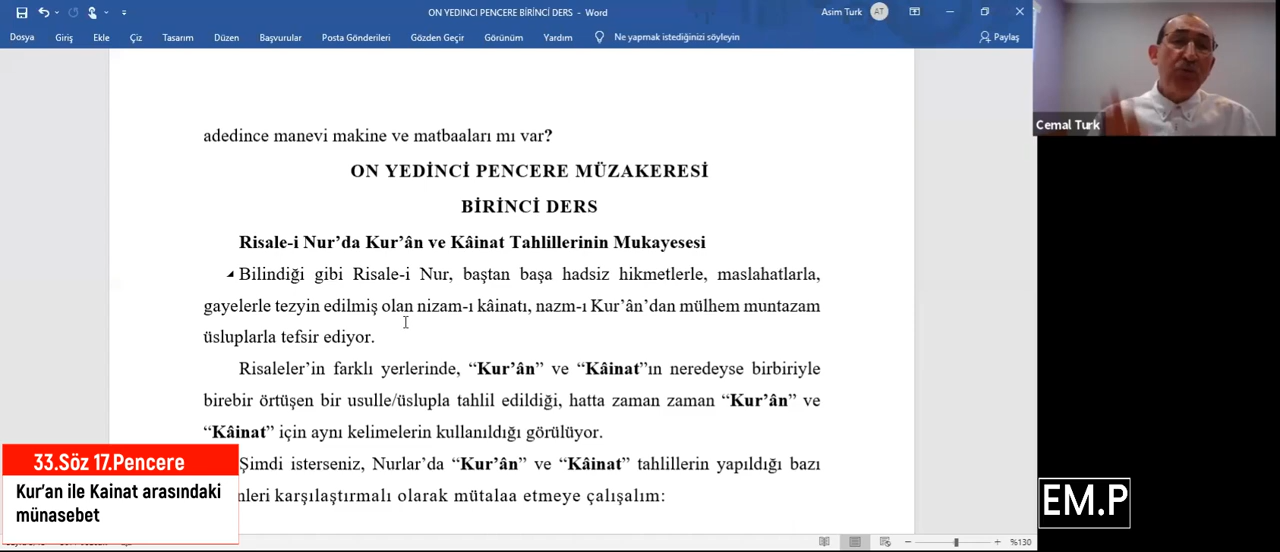 ON YEDINCI PENCERE BİRİNCİ DERS - Word
Asim Turk
AT
Dosya Giriş Ekle Çiz Tasarım Düzen Başvurular Posta Gönderileri Gözden Geçir Görünüm Yardım Ne yapmak istediğinizi söyleyin Paylaş
adedince manevi makine ve matbaaları mı var?
ON YEDİNCİ PENCERE MÜZAKERESİ
BİRİNCİ DERS
Risale-i Nur’da Kur’ân ve Kâinat Tahlillerinin Mukayesesi
Bilindiği gibi Risale-i Nur, baştan başa hadsiz hikmetlerle, maslahatlarla,
gayelerle tezyin edilmiş olan nizam-ı kâinatı, nazm-ı Kur’ân’dan mülhem muntazam
üsluplarla tefsir ediyor.
Risaleler’in farklı yerlerinde, “Kur’ân” ve “Kâinat”ın neredeyse birbiriyle
birebir örtüşen bir usulle/üslupla tahlil edildiği, hatta zaman zaman “Kur’ân” ve
“Kâinat” için aynı kelimelerin kullanıldığı görülüyor.
Şimdi isterseniz, Nurlar’da “Kur’ân” ve “Kâinat” tahlillerin yapıldığı bazı
nleri karşılaştırmalı olarak mütalaa etmeye çalışalım:
33.Söz 17.Pencere
Kur’an ile Kainat arasındaki
münasebet
%130
Cemal Turk
EM.P